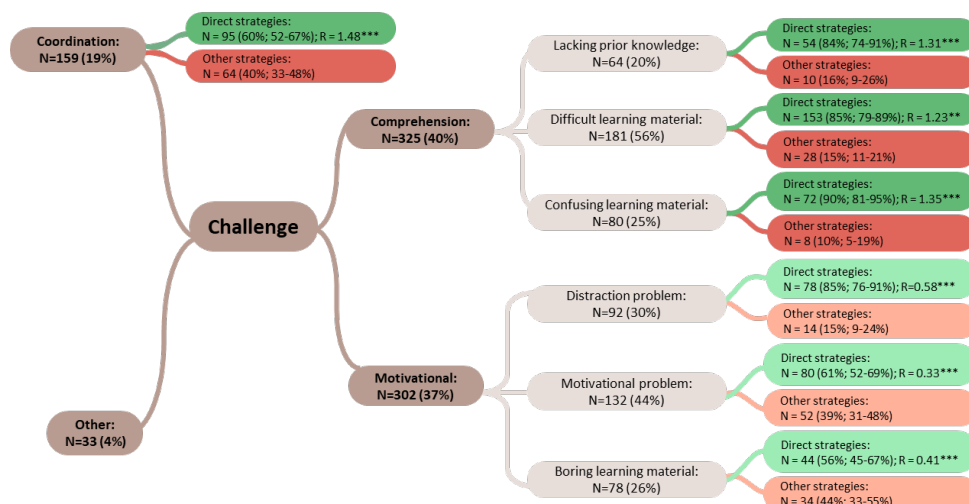 Coordination:
N=159 (19%)
Direct strategies:
N = 95 (60%; 52-67%); R = 1.48***
Other strategies:
N = 64 (40%; 33-48%)
Challenge
Other:
N=33 (4%)
Comprehension:
N=325 (40%)
Lacking prior knowledge:
N=64 (20%)
Direct strategies:
N = 54 (84%; 74-91%); R = 1.31***
Other strategies:
N = 10 (16%; 9-26%)
Difficult learning material:
N=181 (56%)
Direct strategies:
N = 153 (85%; 79-89%); R = 1.23**
Other strategies:
N = 28 (15%; 11-21%)
Confusing learning material:
N=80 (25%)
Direct strategies:
N = 72 (90%; 81-95%); R = 1.35***
Other strategies:
N = 8 (10%; 5-19%)
Motivational:
N=302 (37%)
Distraction problem:
N=92 (30%)
Direct strategies:
N = 78 (85%; 76-91%); R=0.58***
Other strategies:
N = 14 (15%; 9-24%)
Motivational problem:
N=132 (44%)
Direct strategies:
N = 80 (61%; 52-69%); R = 0.33***
Other strategies:
N = 52 (39%; 31-48%)
Boring learning material:
N=78 (26%)
Direct strategies:
N = 44 (56%; 45-67%); R = 0.41***
Other strategies:
N = 34 (44%; 33-55%)